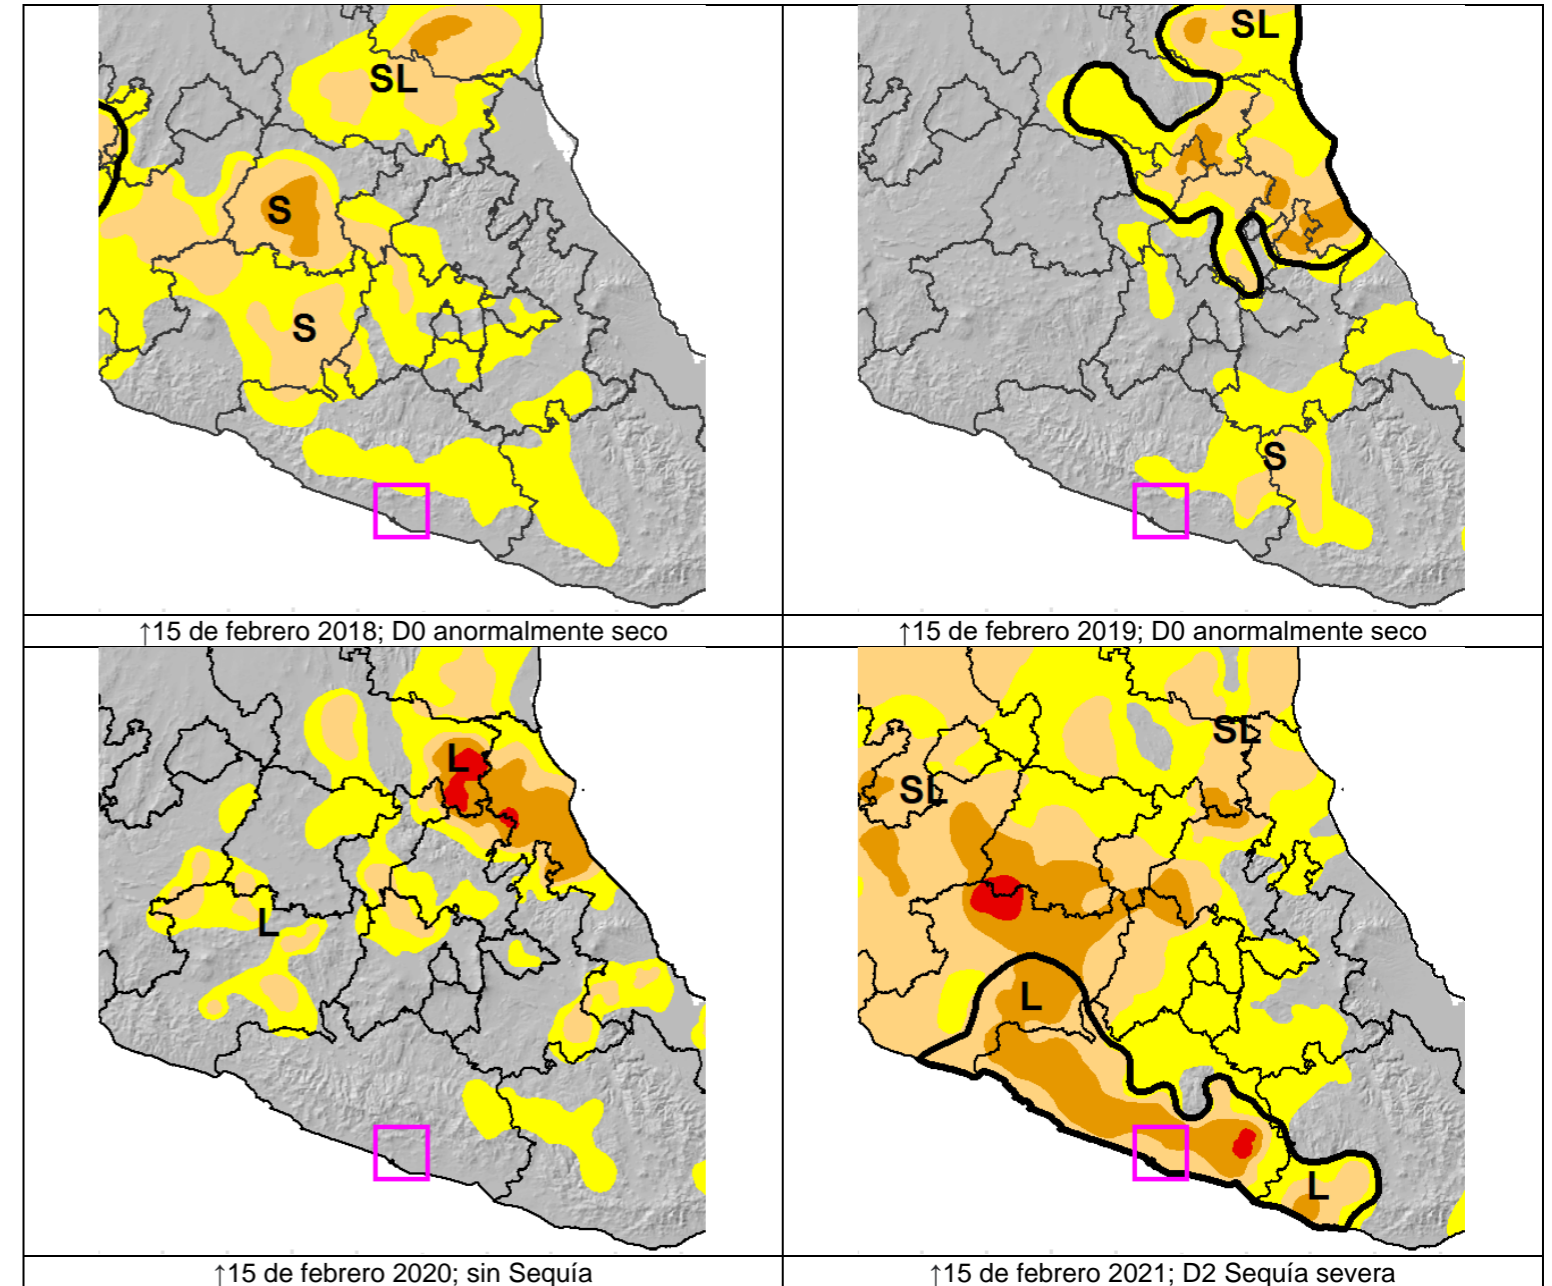 SL
S
S
SL
S
↑15 de febrero 2018; D0 anormalmente seco
↑15 de febrero 2019; D0 anormalmente seco
L
L
SL
SL
L
L
↑15 de febrero 2020; sin Sequía
↑15 de febrero 2021; D2 Sequía severa